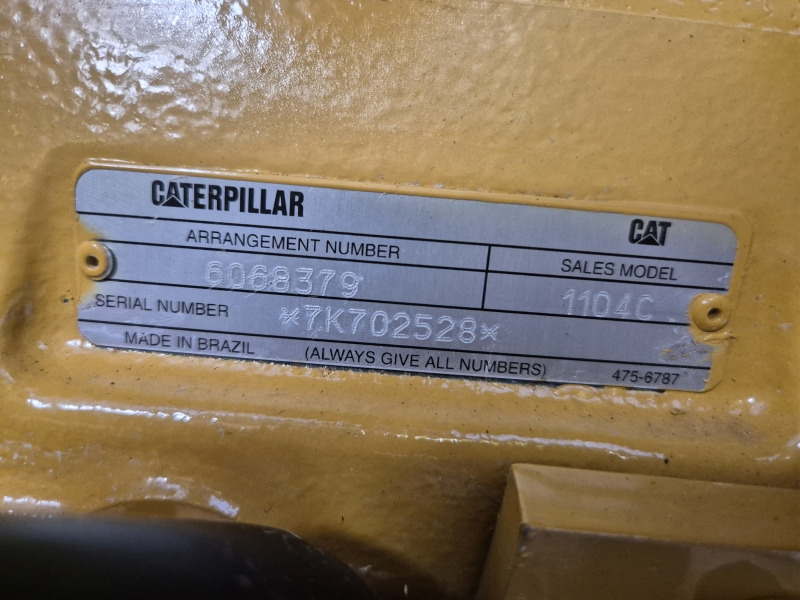 CATERPILLAR
CAT
ARRANGEMENT NUMBER
SALES MODEL
6068379
1104C
SERIAL NUMBER *7K702528*
MADE IN BRAZIL (ALWAYS GIVE ALL NUMBERS) 475-6787